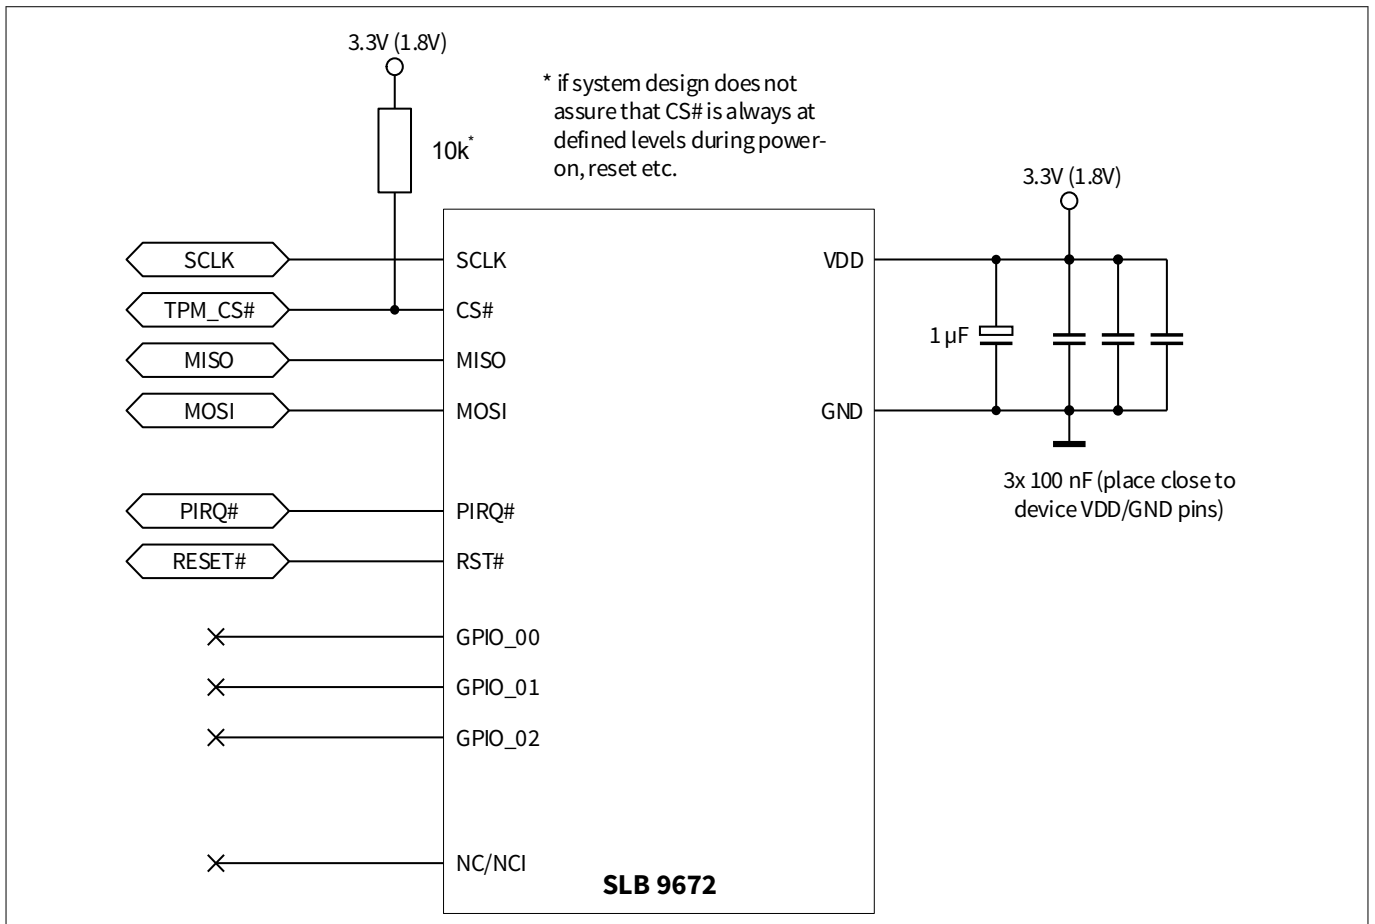 3.3V (1.8V)
* if system design does not
assure that CS# is always at
defined levels during power-
on, reset etc.
10k*
3.3V (1.8V)
SCLK
SCLK
VDD
TPM_CS#
CS#
1 µF
MISO
MISO
MOSI
MOSI
GND
3x 100 nF (place close to
device VDD/GND pins)
PIRQ#
PIRQ#
RESET#
RST#
GPIO_00
GPIO_01
GPIO_02
NC/NCI
SLB 9672